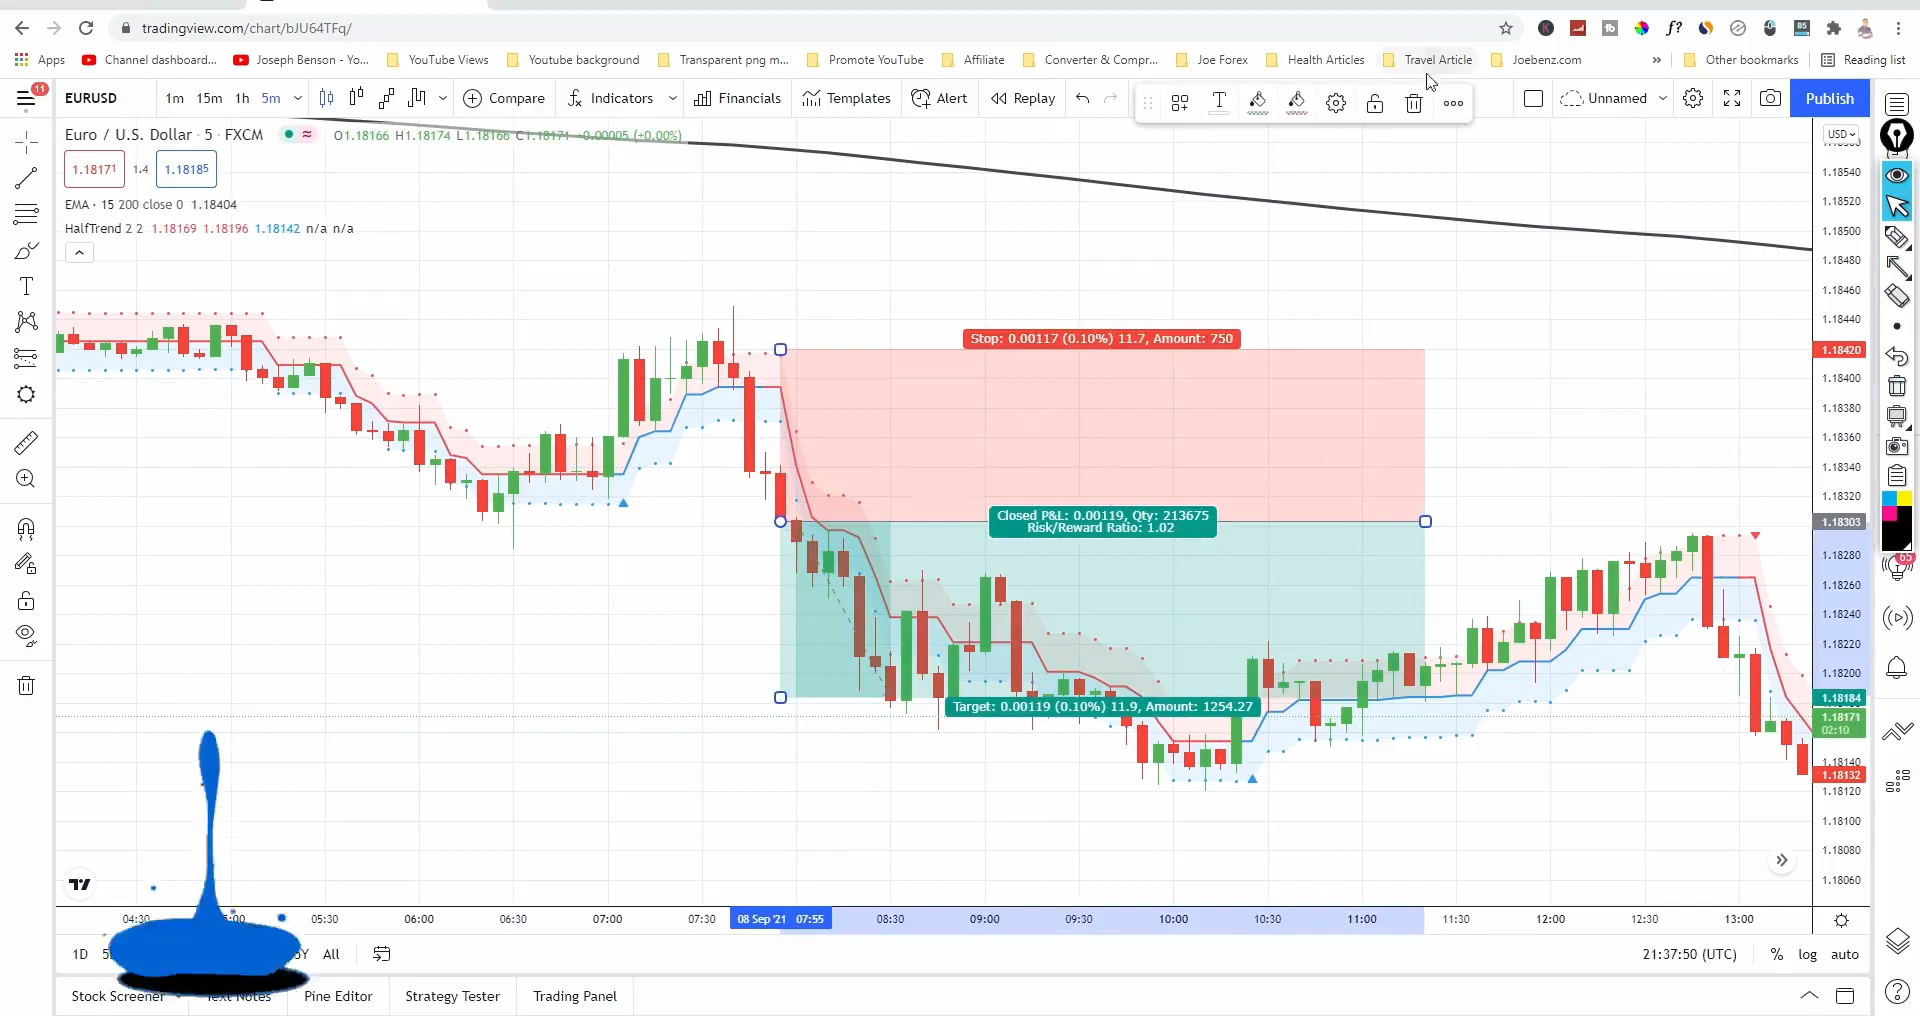 tradingview.com/chart/bJU64TFq/
Apps Channel dashboard... Joseph Benson - Yo... YouTube Views Youtube background Transparent png m... Promote YouTube Affiliate Converter & Compr... Joe Forex Health Articles Travel Article Joebenz.com » Other bookmarks Reading list
11 EURUSD 1m 15m 1h 5m Compare Indicators Financials Templates Alert Replay Unnamed Publish
Euro / U.S. Dollar · 5 · FXCM O1.18166 H1.18174 L1.18166 C1.18171 +0.00005 (+0.00%)
USD
1.18171 1.4 1.18185
EMA · 15 200 close 0 1.18404
HalfTrend 2 2 1.18169 1.18196 1.18142 n/a n/a
1.18540
1.18520
1.18500
1.18480
1.18460
1.18440
Stop: 0.00117 (0.10%) 11.7, Amount: 750
1.18420
1.18400
1.18380
1.18360
1.18340
1.18320
Closed P&L: 0.00119, Qty: 213675
Risk/Reward Ratio: 1.02
1.18303
1.18280
1.18260
1.18240
1.18220
1.18200
1.18184
Target: 0.00119 (0.10%) 11.9, Amount: 1254.27
1.18171
02:10
1.18140
1.18132
1.18120
1.18100
1.18080
1.18060
04:30 05:30 06:00 06:30 07:00 07:30 08 Sep '21 07:55 08:30 09:00 09:30 10:00 10:30 11:00 11:30 12:00 12:30 13:00
1D All 21:37:50 (UTC) % log auto
Stock Screener Text Notes Pine Editor Strategy Tester Trading Panel